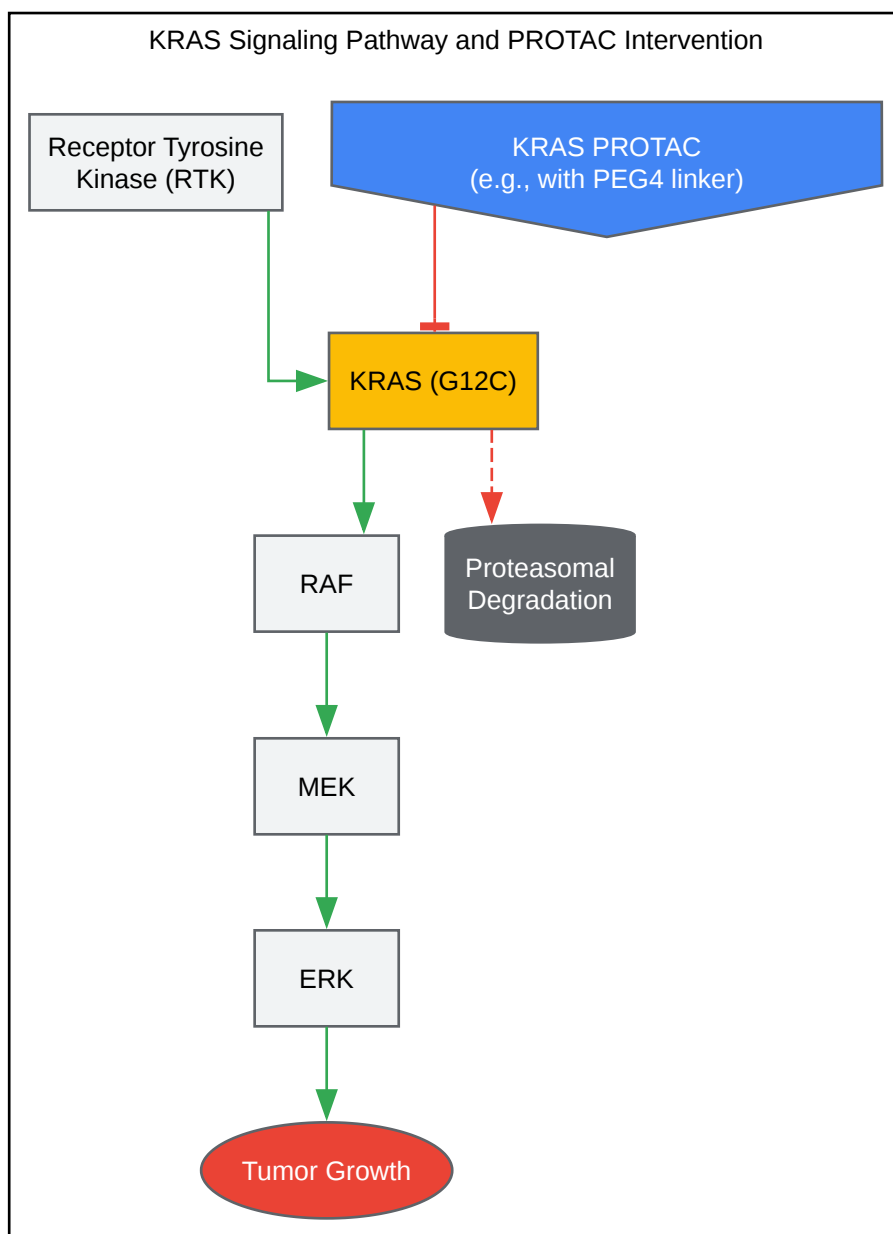 KRAS Signaling Pathway and PROTAC Intervention
Receptor Tyrosine
Kinase (RTK)
KRAS PROTAC
(e.g., with PEG4 linker)
KRAS (G12C)
RAF
Proteasomal
Degradation
MEK
ERK
Tumor Growth